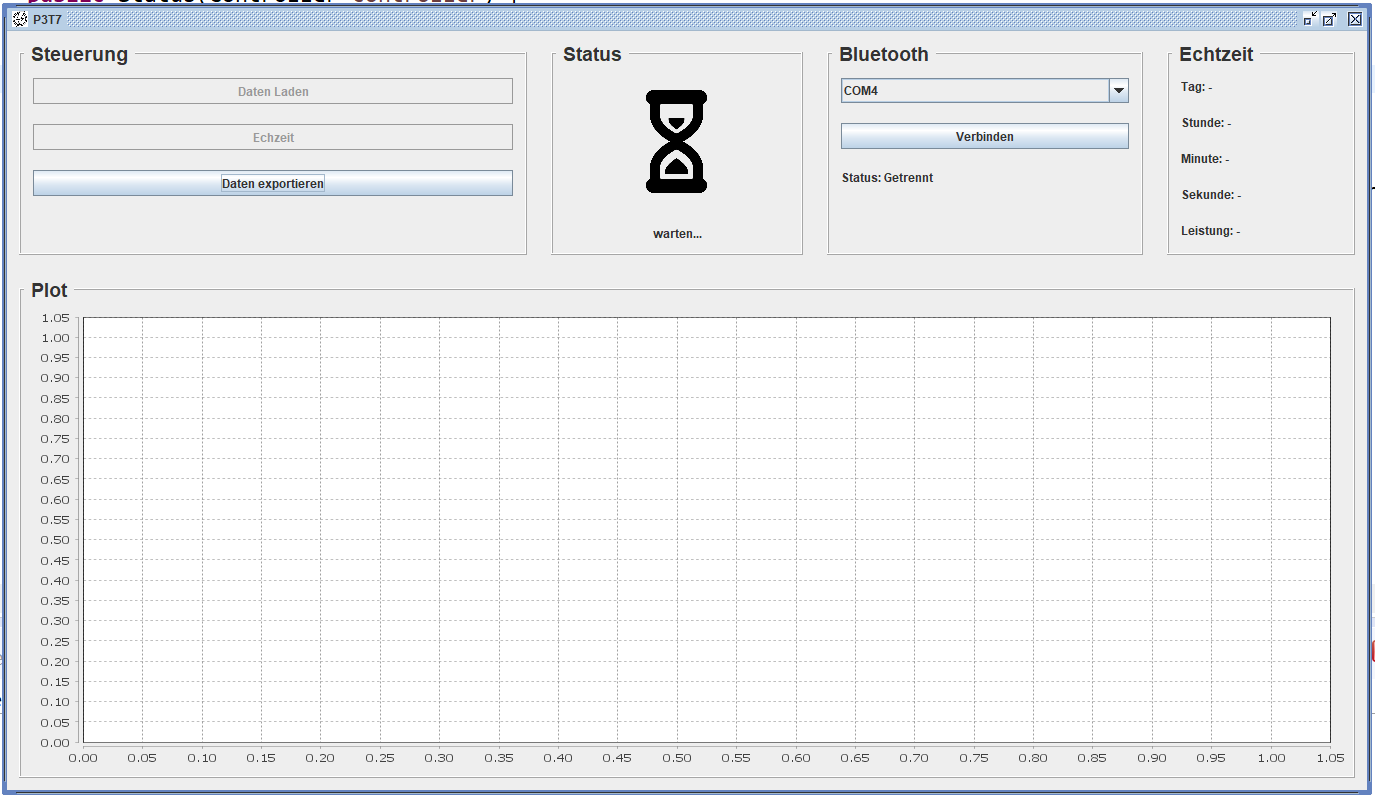 P3T7
Steuerung
Daten Laden
Echzeit
Daten exportieren
Status
warten...
Bluetooth
COM4
Verbinden
Status: Getrennt
Echtzeit
Tag: -
Stunde: -
Minute: -
Sekunde: -
Leistung: -
Plot
1.05
1.00
0.95
0.90
0.85
0.80
0.75
0.70
0.65
0.60
0.55
0.50
0.45
0.40
0.35
0.30
0.25
0.20
0.15
0.10
0.05
0.00
0.00 0.05 0.10 0.15 0.20 0.25 0.30 0.35 0.40 0.45 0.50 0.55 0.60 0.65 0.70 0.75 0.80 0.85 0.90 0.95 1.00 1.05